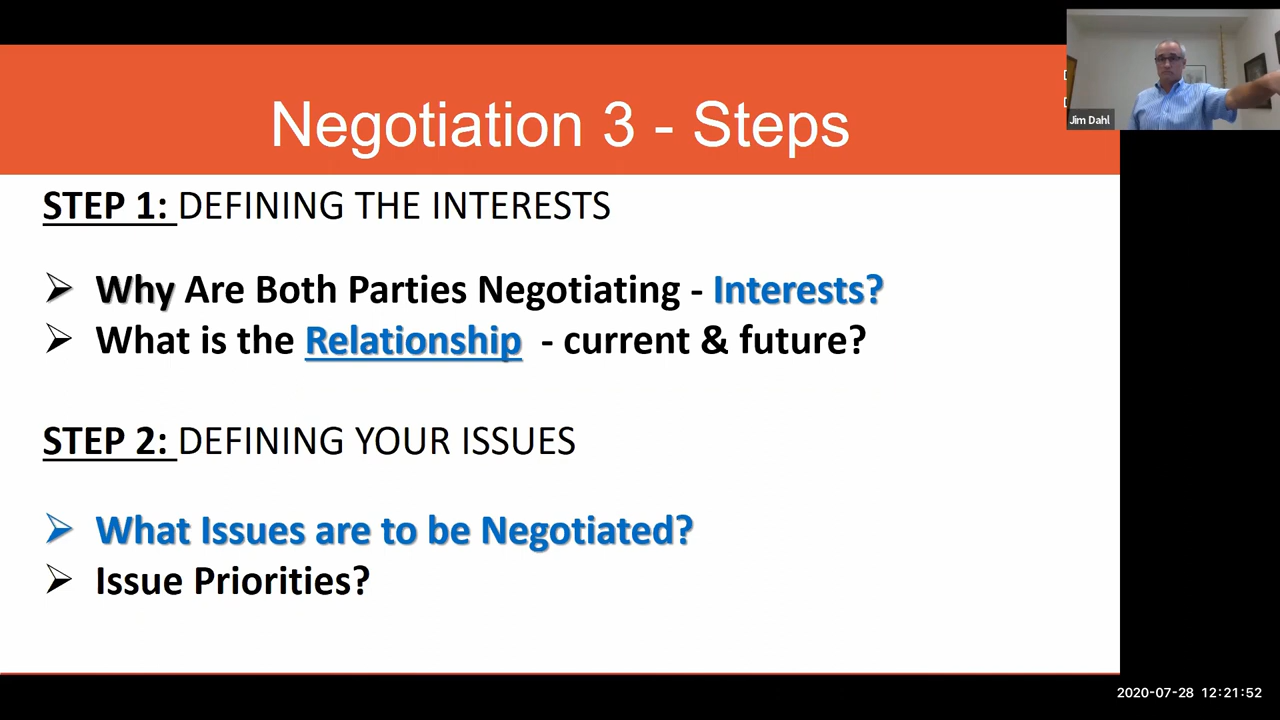 Negotiation 3 - Steps
STEP 1: DEFINING THE INTERESTS
Why Are Both Parties Negotiating - Interests?
What is the Relationship - current & future?
STEP 2: DEFINING YOUR ISSUES
What Issues are to be Negotiated?
Issue Priorities?
Jim Dahl
2020-07-28 12:21:52